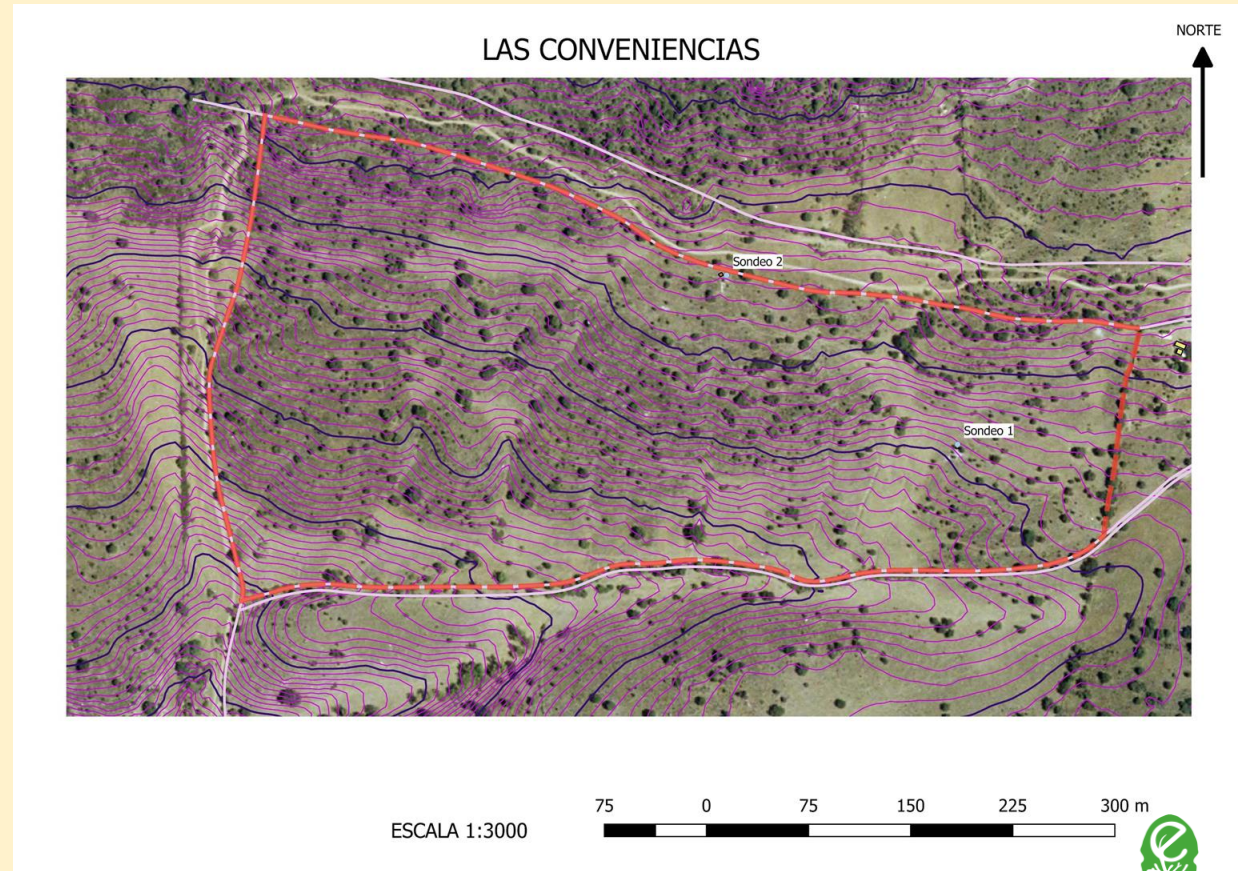 NORTE
LAS CONVENIENCIAS
Sondeo 2
Sondeo 1
75 0 75 150 225 300 m
ESCALA 1:3000